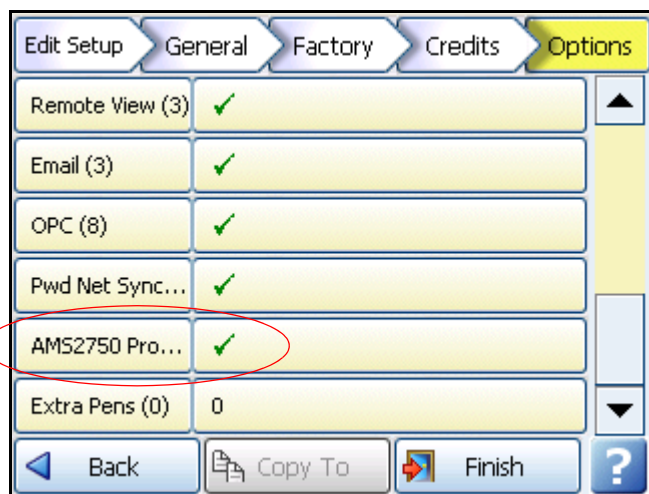 Edit Setup General Factory Credits Options
Remote View (3)
Email (3)
OPC (8)
Pwd Net Sync...
AMS2750 Pro...
Extra Pens (0) 0
Back Copy To Finish ?